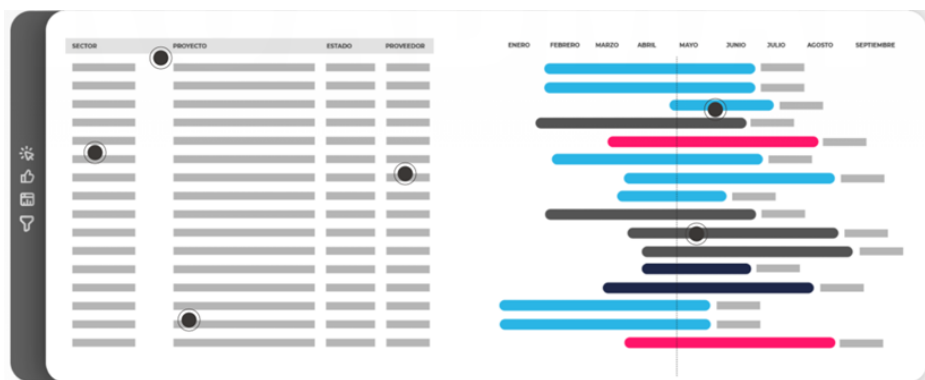 SECTOR PROYECTO ESTADO PROVEEDOR ENERO FEBRERO MARZO ABRIL MAYO JUNIO JULIO AGOSTO SEPTIEMBRE